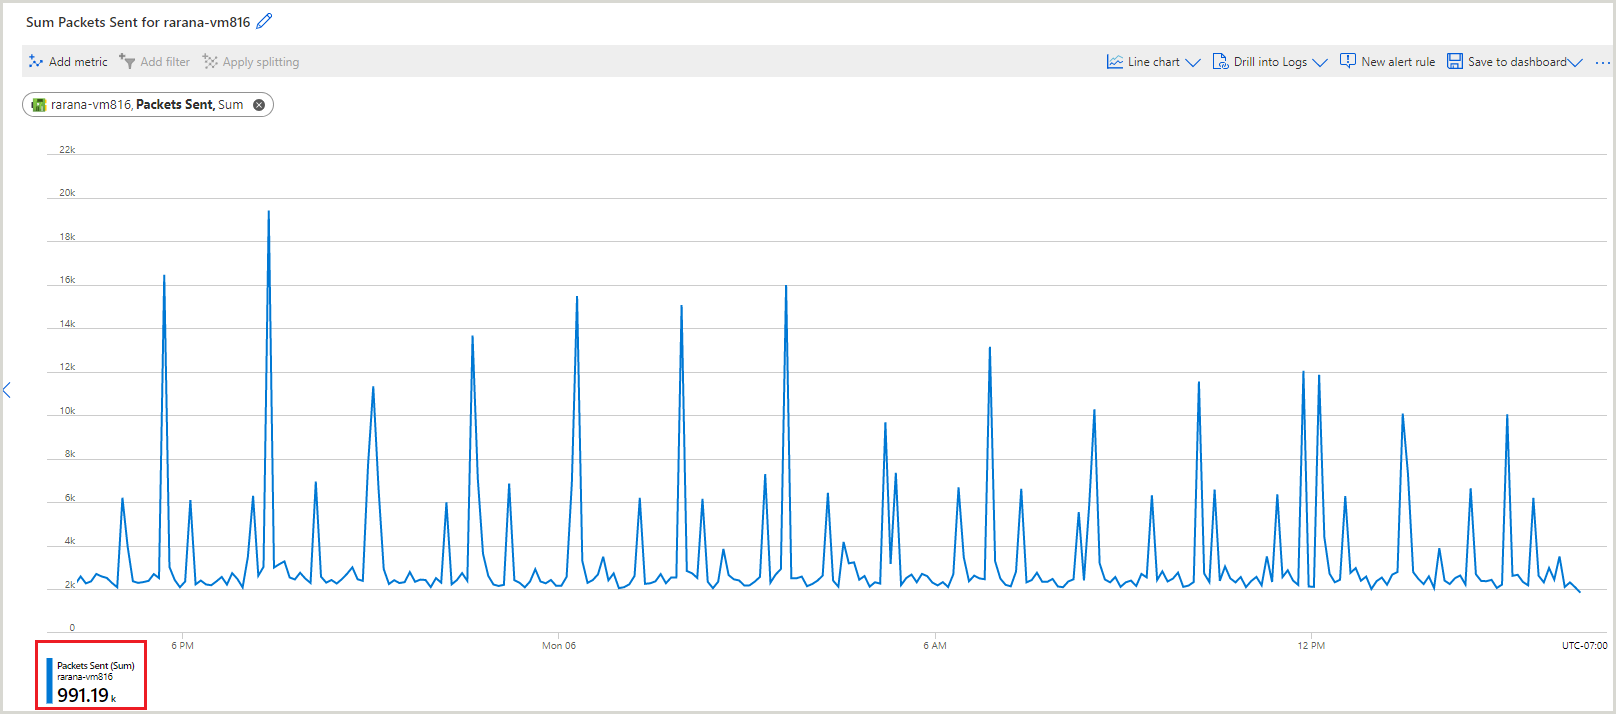 Sum Packets Sent for rarana-vm816
Add metric Add filter Apply splitting Line chart Drill into Logs New alert rule Save to dashboard ...
rarana-vm816, Packets Sent, Sum
22k
20k
18k
16k
14k
12k
10k
8k
6k
4k
2k
0
6 PM Mon 06 6 AM 12 PM UTC-07:00
Packets Sent (Sum)
rarana-vm816
991.19 k